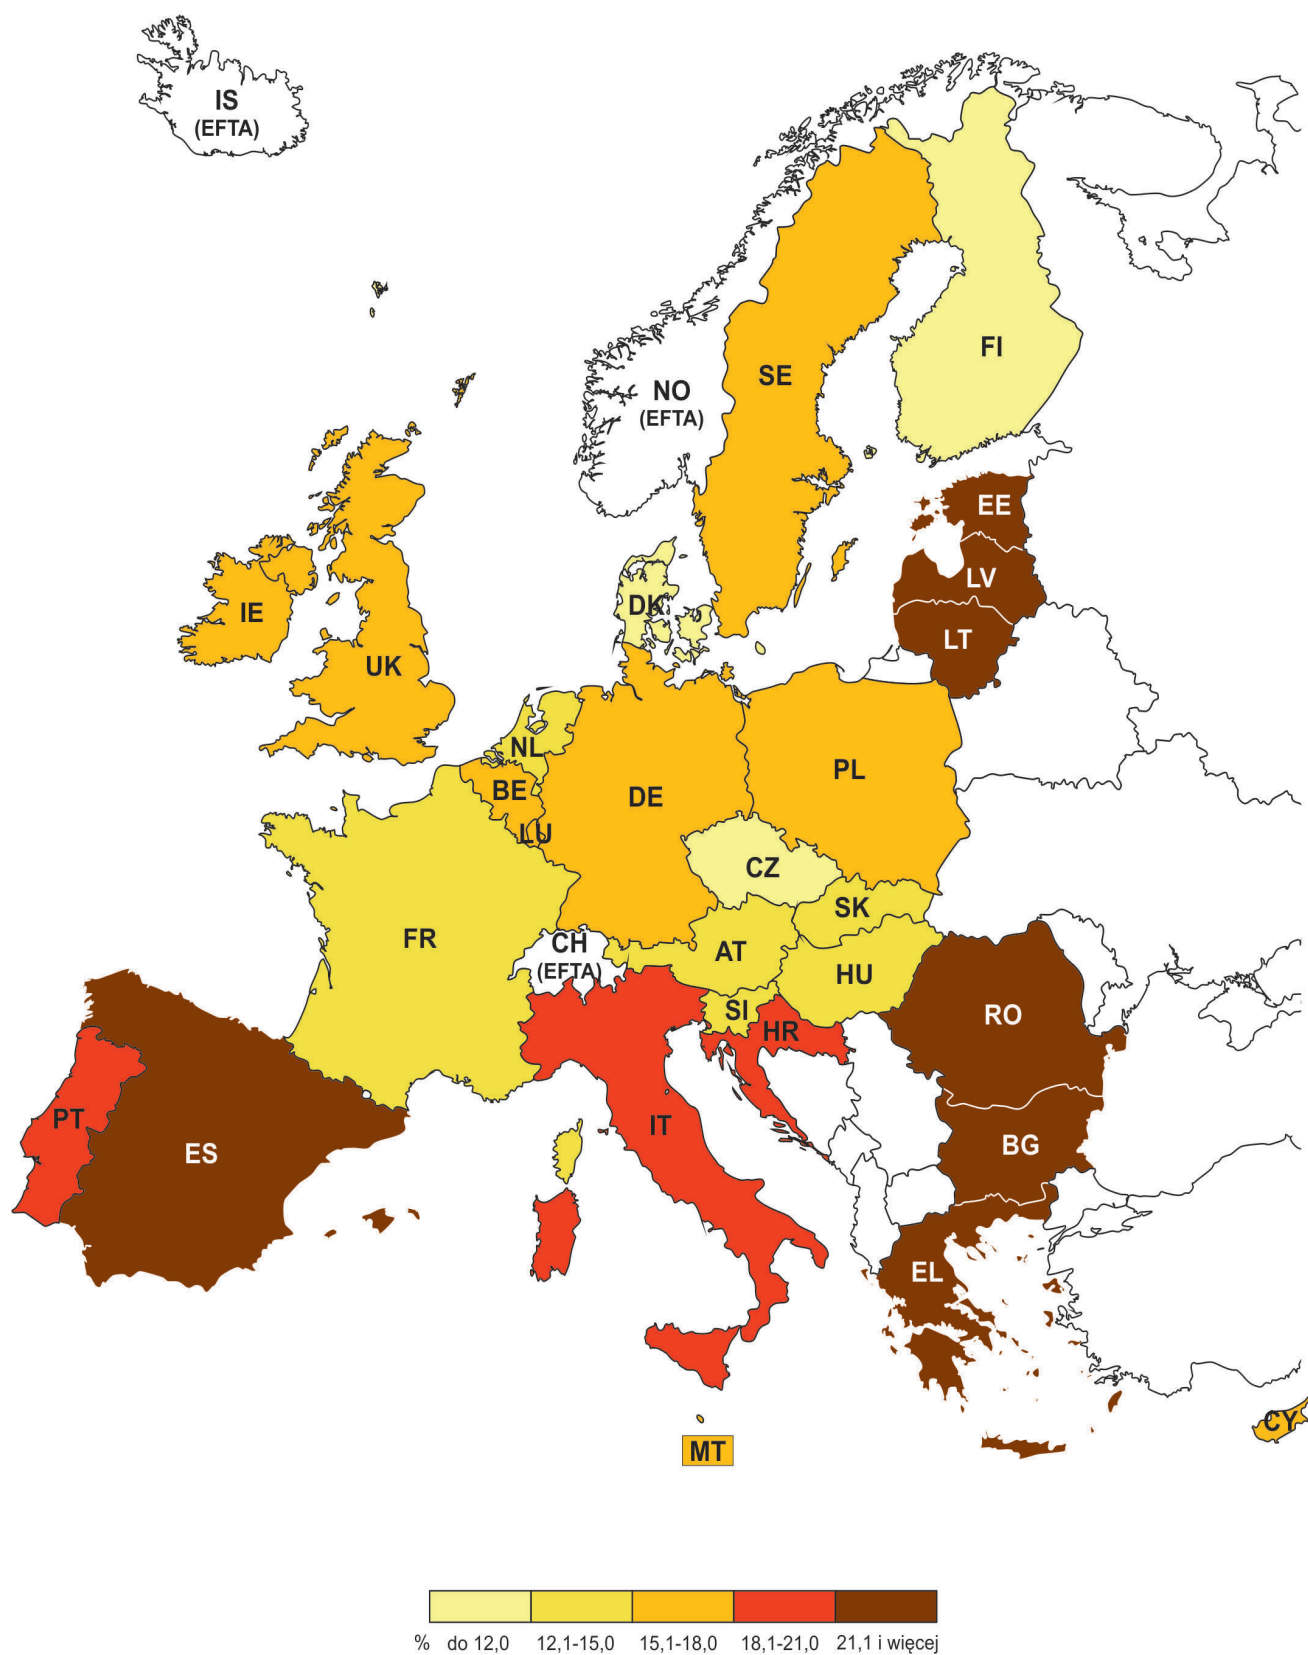 IS
(EFTA)
FI
SE
NO
(EFTA)
EE
LV
DK
IE
LT
UK
NL
PL
BE
DE
LU
CZ
SK
FR
CH
(EFTA)
AT
HU
SI
RO
HR
PT
IT
ES
BG
EL
CY
MT
% do 12,0 12,1-15,0 15,1-18,0 18,1-21,0 21,1 i więcej